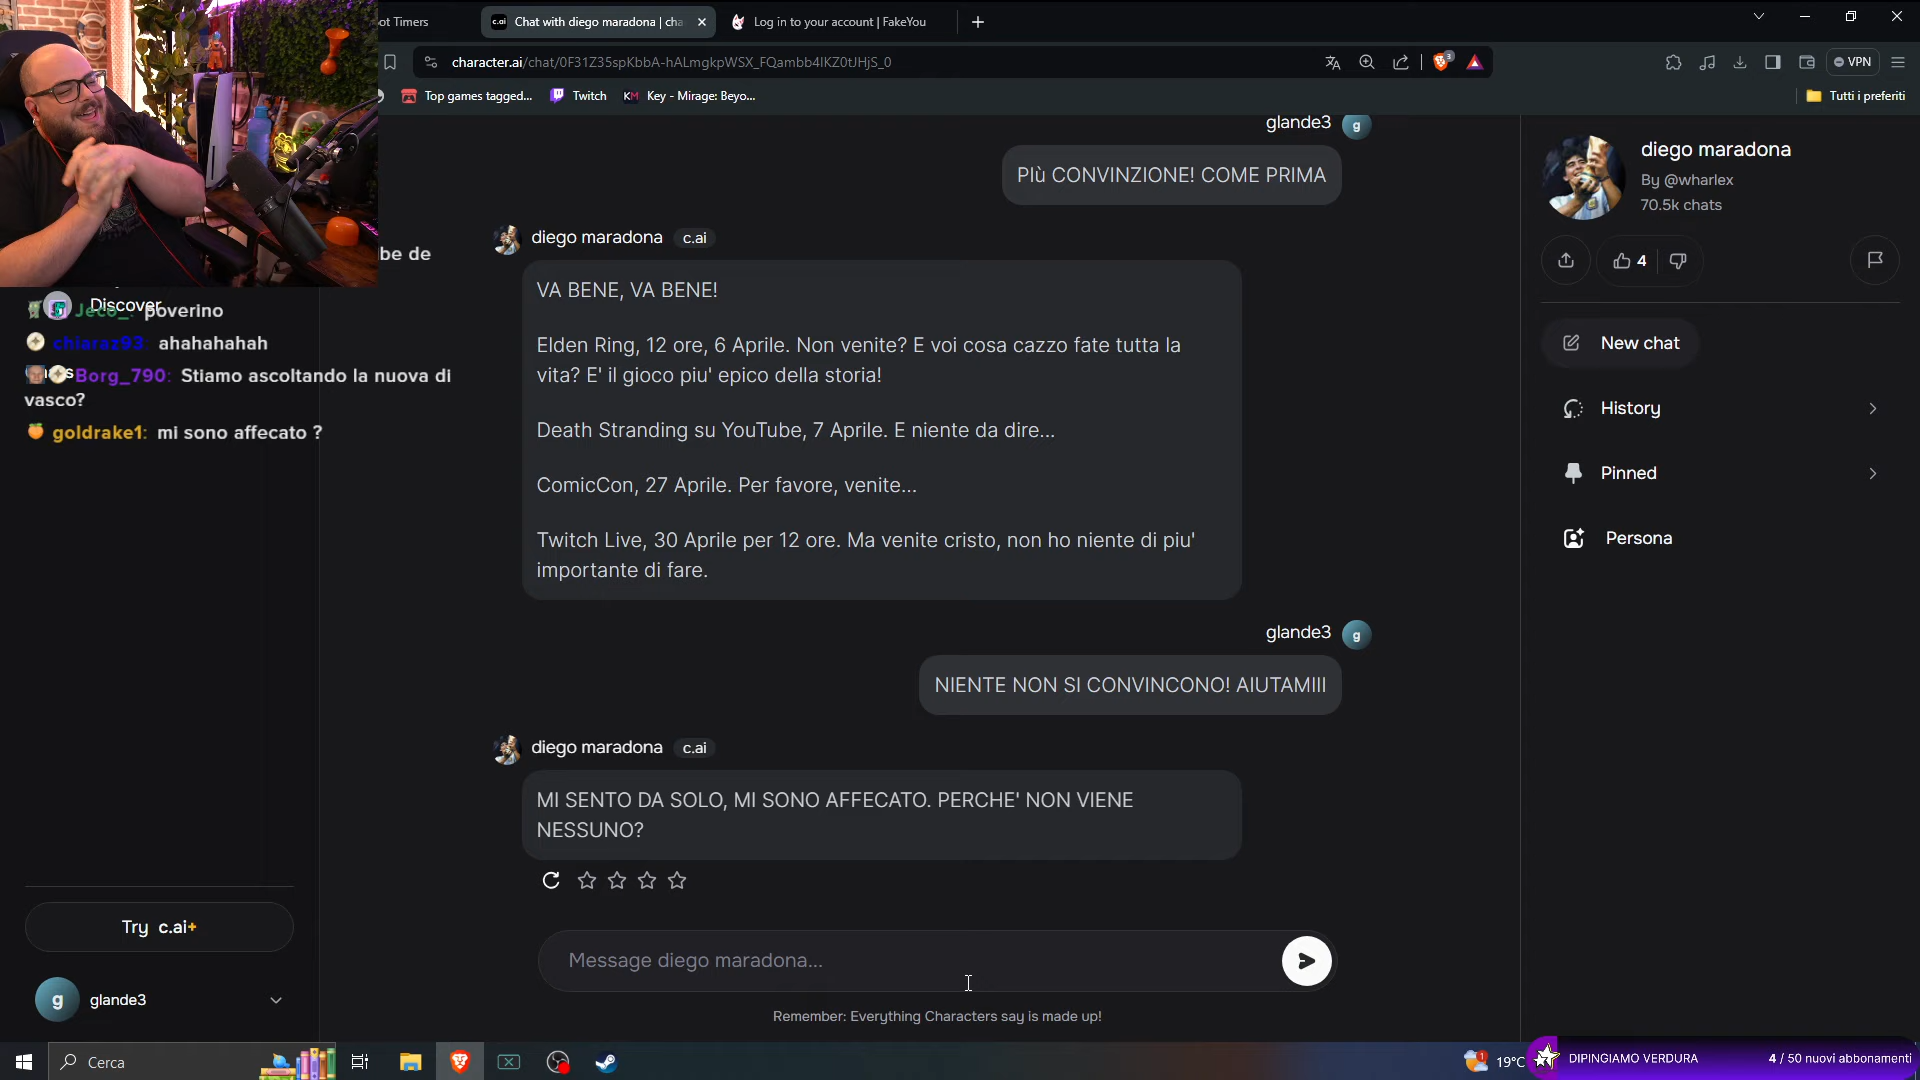 ot Timers
Chat with diego maradona | cha
Log in to your account | FakeYou
character.ai/chat/0F31Z35spKbbA-hALmgkpWSX_FQambb4lKZ0tJHjS_0
3
VPN
Top games tagged...
Twitch
Key - Mirage: Beyo...
Tutti i preferiti
glande3
PIù CONVINZIONE! COME PRIMA
diego maradona c.ai
VA BENE, VA BENE!
Elden Ring, 12 ore, 6 Aprile. Non venite? E voi cosa cazzo fate tutta la
vita? E' il gioco piu' epico della storia!
Death Stranding su YouTube, 7 Aprile. E niente da dire...
ComicCon, 27 Aprile. Per favore, venite...
Twitch Live, 30 Aprile per 12 ore. Ma venite cristo, non ho niente di piu'
importante di fare.
glande3
NIENTE NON SI CONVINCONO! AIUTAMIII
diego maradona c.ai
MI SENTO DA SOLO, MI SONO AFFECATO. PERCHE' NON VIENE
NESSUNO?
Message diego maradona...
Remember: Everything Characters say is made up!
diego maradona
By @wharlex
70.5k chats
4
New chat
History
Pinned
Persona
be de
Discover
Jeco_: poverino
chiaraz93: ahahahahah
Borg_790: Stiamo ascoltando la nuova di
vasco?
goldrake1: mi sono affecato ?
Try c.ai+
g glande3
Cerca
1
19°C
DIPINGIAMO VERDURA
4 / 50 nuovi abbonamenti